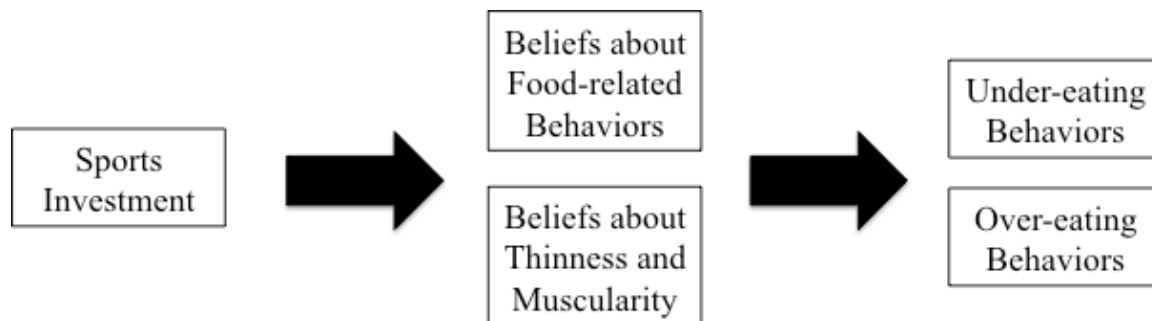 Sports
Investment
Beliefs about
Food-related
Behaviors
Beliefs about
Thinness and
Muscularity
Under-eating
Behaviors
Over-eating
Behaviors